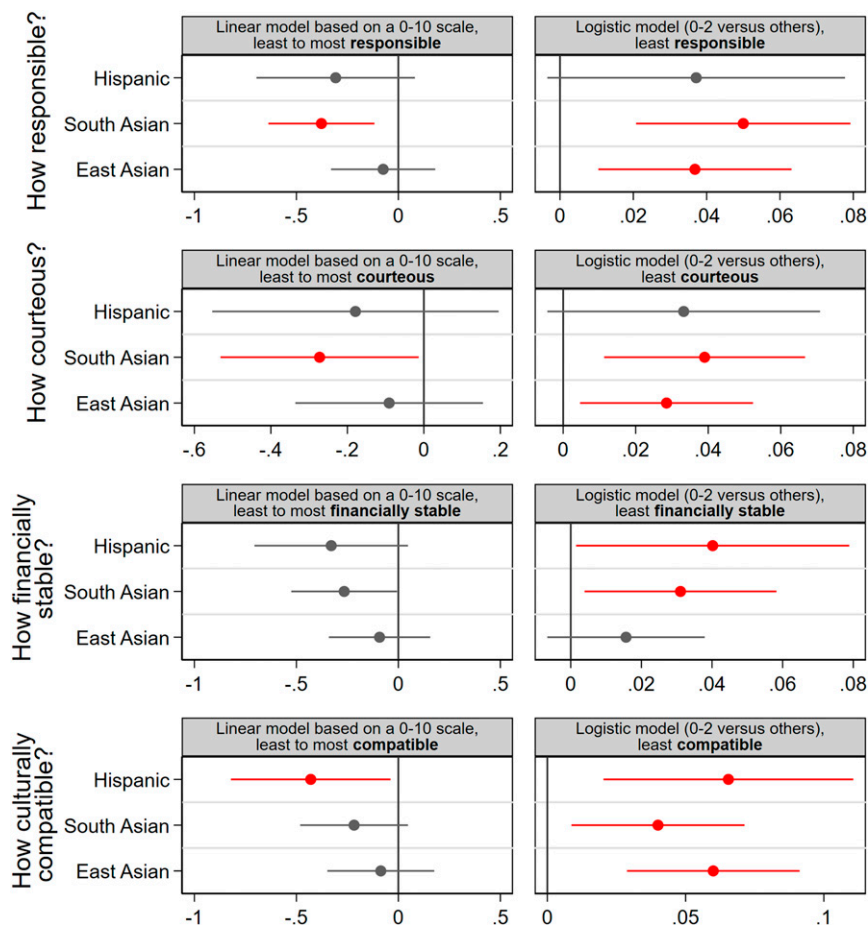 How responsible?
Linear model based on a 0-10 scale,
least to most responsible
Logistic model (0-2 versus others),
least responsible
Hispanic
South Asian
East Asian
-1 -.5 0 .5
0 .02 .04 .06 .08
How courteous?
Linear model based on a 0-10 scale,
least to most courteous
Logistic model (0-2 versus others),
least courteous
Hispanic
South Asian
East Asian
-.6 -.4 -.2 0 .2
0 .02 .04 .06 .08
How financially
stable?
Linear model based on a 0-10 scale,
least to most financially stable
Logistic model (0-2 versus others),
least financially stable
Hispanic
South Asian
East Asian
-1 -.5 0 .5
0 .02 .04 .06 .08
How culturally
compatible?
Linear model based on a 0-10 scale,
least to most compatible
Logistic model (0-2 versus others),
least compatible
Hispanic
South Asian
East Asian
-1 -.5 0 .5
0 .05 .1